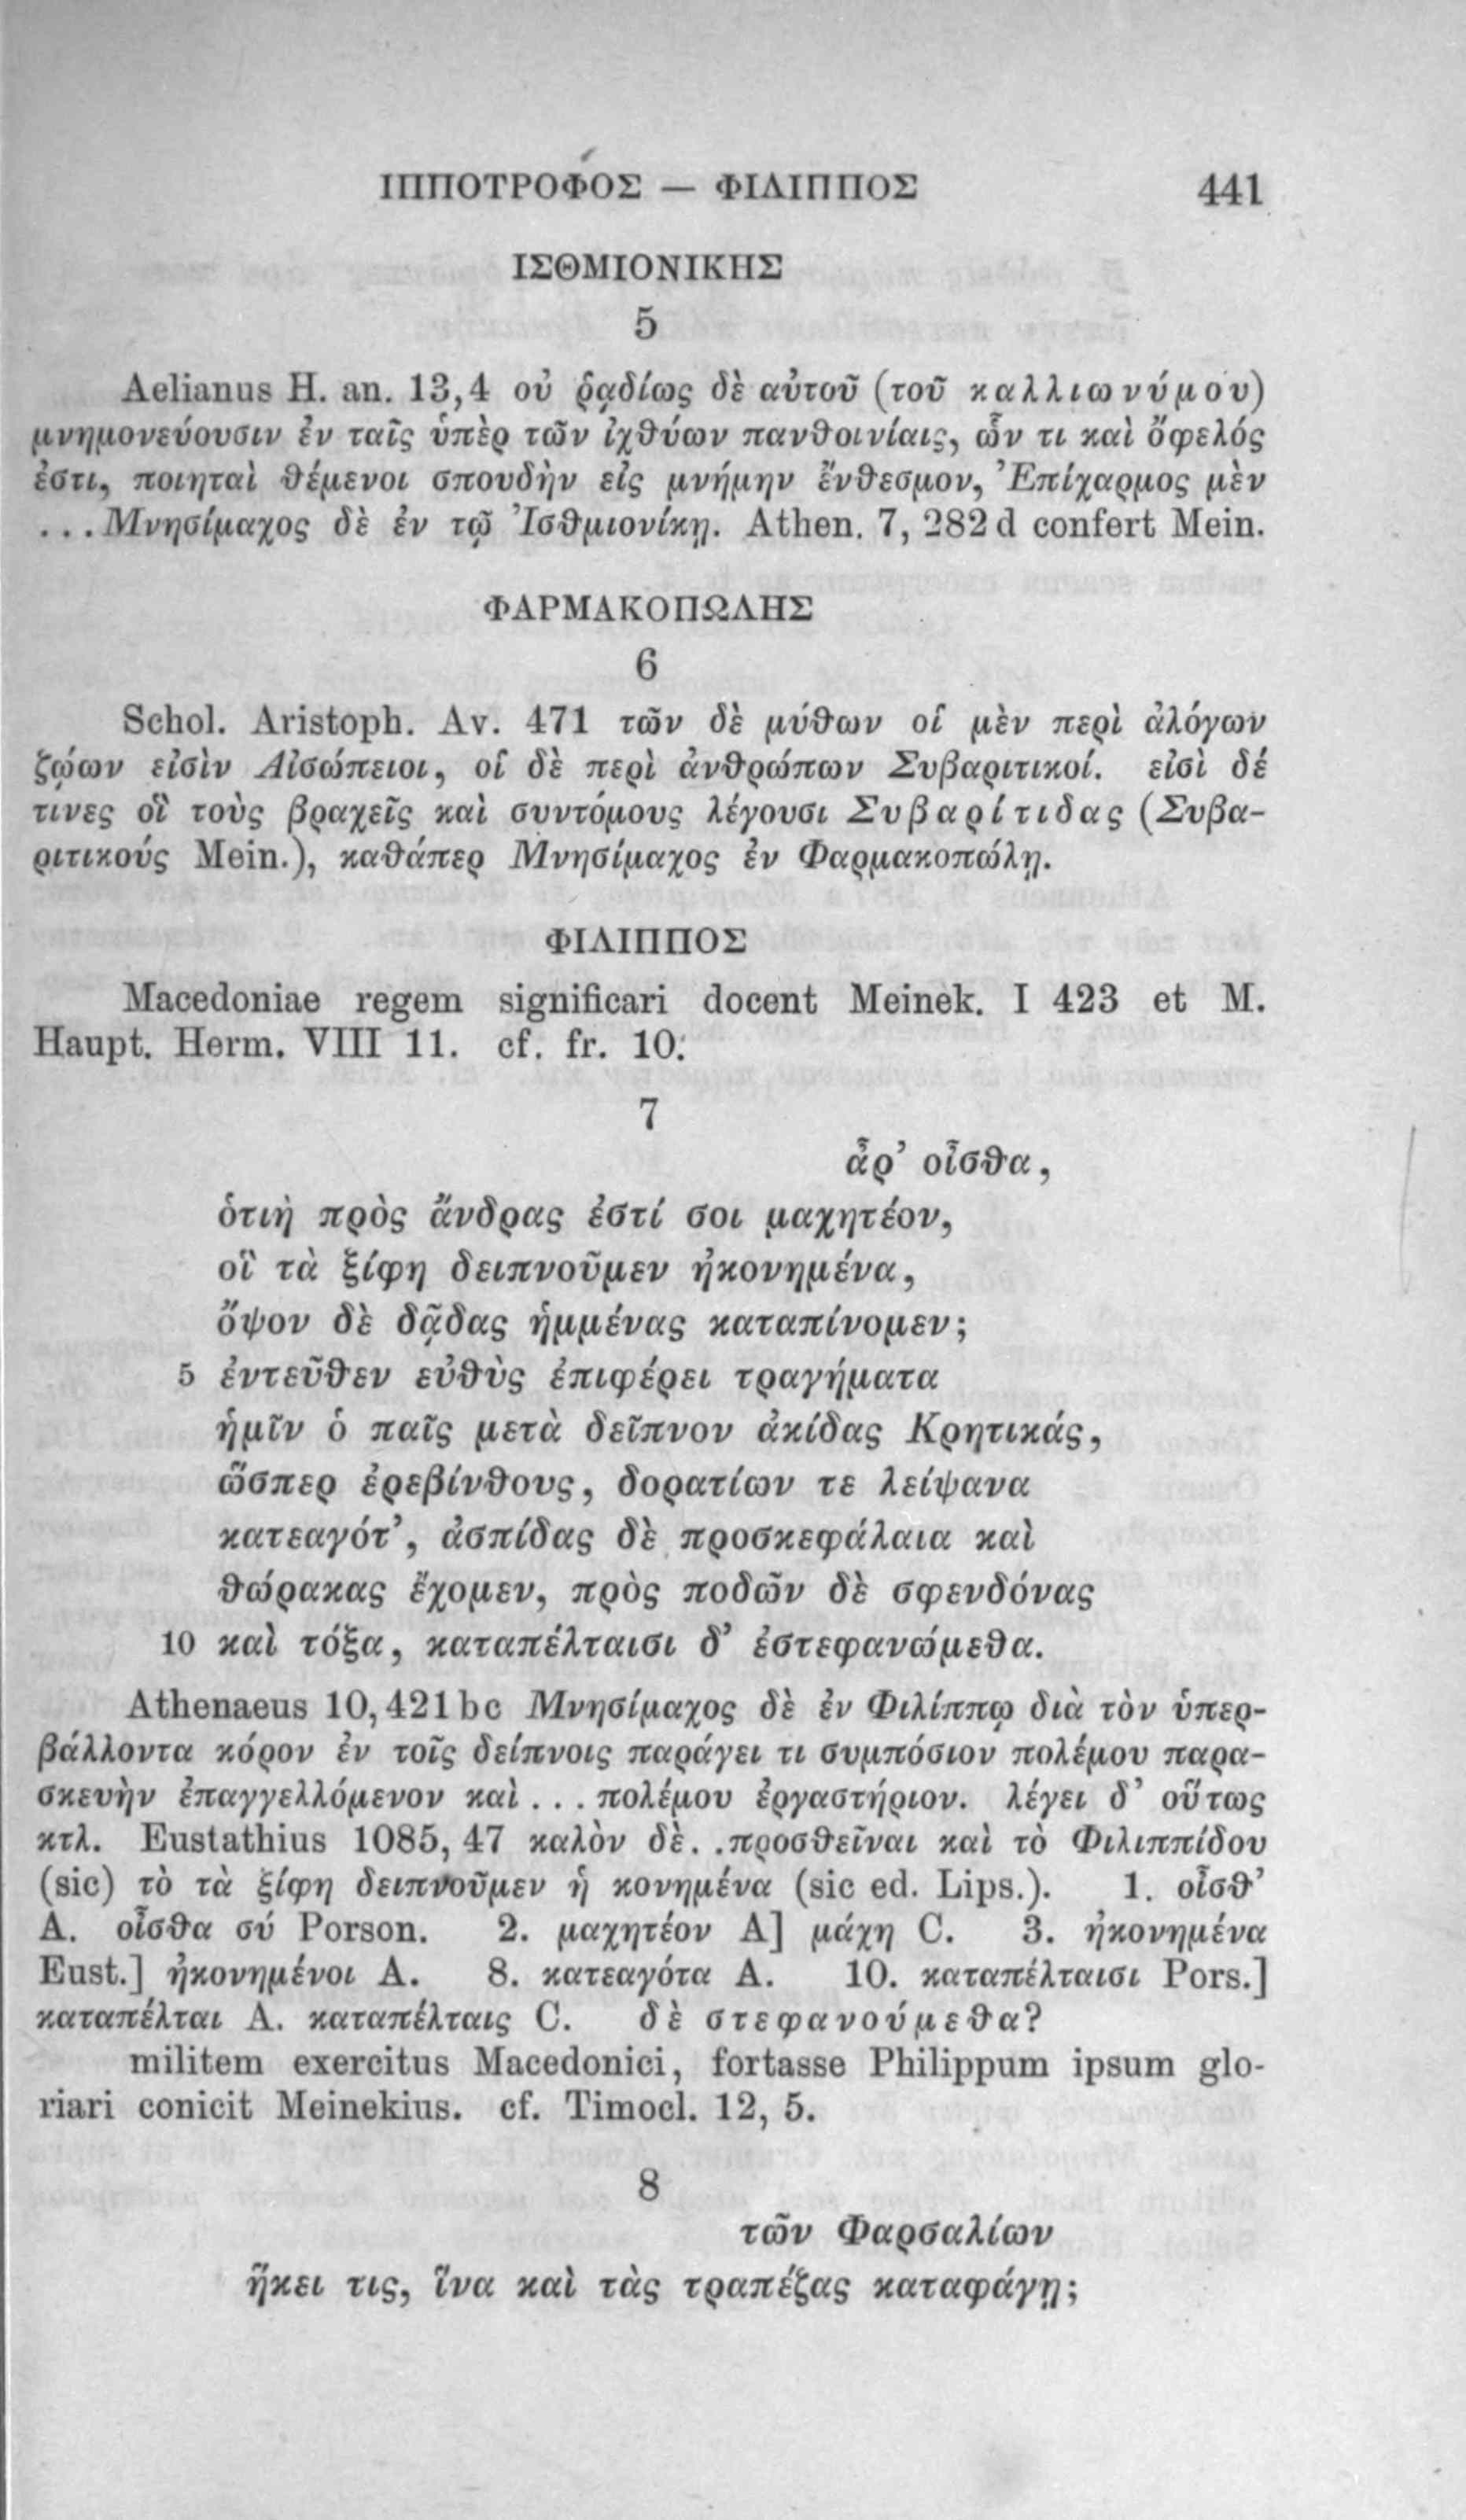 ΙΠΠΟΤΡΟΦΟΣ — ΦΙΛΙΠΠΟΣ 441
ΙΣΘΜΙΟΝΙΚΗΣ
5
Aelianus H. an. 13,4 οὐ ῥᾳδίως δὲ αὐτοῦ (τοῦ καλλιωνύμου)
μνημονεύουσιν ἐν ταῖς ὑπὲρ τῶν ἰχθύων πανθοινίαις, ὧν τι καὶ ὄφελός
ἐστι, ποιηταὶ θέμενοι σπουδὴν εἰς μνήμην ἔνθεσμον, Ἐπίχαρμος μὲν
...Μνησίμαχος δὲ ἐν τῷ Ἰσθμιονίκῃ. Athen. 7, 282 d confert Mein.
ΦΑΡΜΑΚΟΠΩΛΗΣ
6
Schol. Aristoph. Av. 471 τῶν δὲ μύθων οἱ μὲν περὶ ἀλόγων
ζῴων εἰσὶν Αἰσώπειοι, οἱ δὲ περὶ ἀνθρώπων Συβαριτικοί. εἰσὶ δέ
τινες οἳ τοὺς βραχεῖς καὶ συντόμους λέγουσι Συβαρίτιδας (Συβα-
ριτικούς Mein.), καθάπερ Μνησίμαχος ἐν Φαρμακοπώλῃ.
ΦΙΛΙΠΠΟΣ
Macedoniae regem significari docent Meinek. I 423 et M.
Haupt. Herm. VIII 11. cf. fr. 10.
7
ἆρ' οἶσθα,
ὁτιὴ πρὸς ἄνδρας ἐστί σοι μαχητέον,
οἳ τὰ ξίφη δειπνοῦμεν ἠκονημένα,
ὄψον δὲ δᾷδας ἡμμένας καταπίνομεν;
5 ἐντεῦθεν εὐθὺς ἐπιφέρει τραγήματα
ἡμῖν ὁ παῖς μετὰ δεῖπνον ἀκίδας Κρητικάς,
ὥσπερ ἐρεβίνθους, δορατίων τε λείψανα
κατεαγότ', ἀσπίδας δὲ προσκεφάλαια καὶ
θώρακας ἔχομεν, πρὸς ποδῶν δὲ σφενδόνας
10 καὶ τόξα, καταπέλταισι δ' ἐστεφανώμεθα.
Athenaeus 10,421 bc Μνησίμαχος δὲ ἐν Φιλίππῳ διὰ τὸν ὑπερ-
βάλλοντα κόρον ἐν τοῖς δείπνοις παράγει τι συμπόσιον πολέμου παρα-
σκευὴν ἐπαγγελλόμενον καὶ ... πολέμου ἐργαστήριον. λέγει δ' οὕτως
κτλ. Eustathius 1085, 47 καλὸν δὲ. .προσθεῖναι καὶ τὸ Φιλιππίδου
(sic) τὸ τὰ ξίφη δειπνοῦμεν ἠ κονημένα (sic ed. Lips.). 1. οἶσθ'
A. οἶσθα σύ Porson. 2. μαχητέον A] μάχη C. 3. ἠκονημένα
Eust.] ἠκονημένοι A. 8. κατεαγότα A. 10. καταπέλταισι Pors.]
καταπέλται A. καταπέλταις C. δὲ στεφανούμεθα?
militem exercitus Macedonici, fortasse Philippum ipsum glo-
riari conicit Meinekius. cf. Timocl. 12, 5.
8
τῶν Φαρσαλίων
ἥκει τις, ἵνα καὶ τὰς τραπέζας καταφάγῃ;